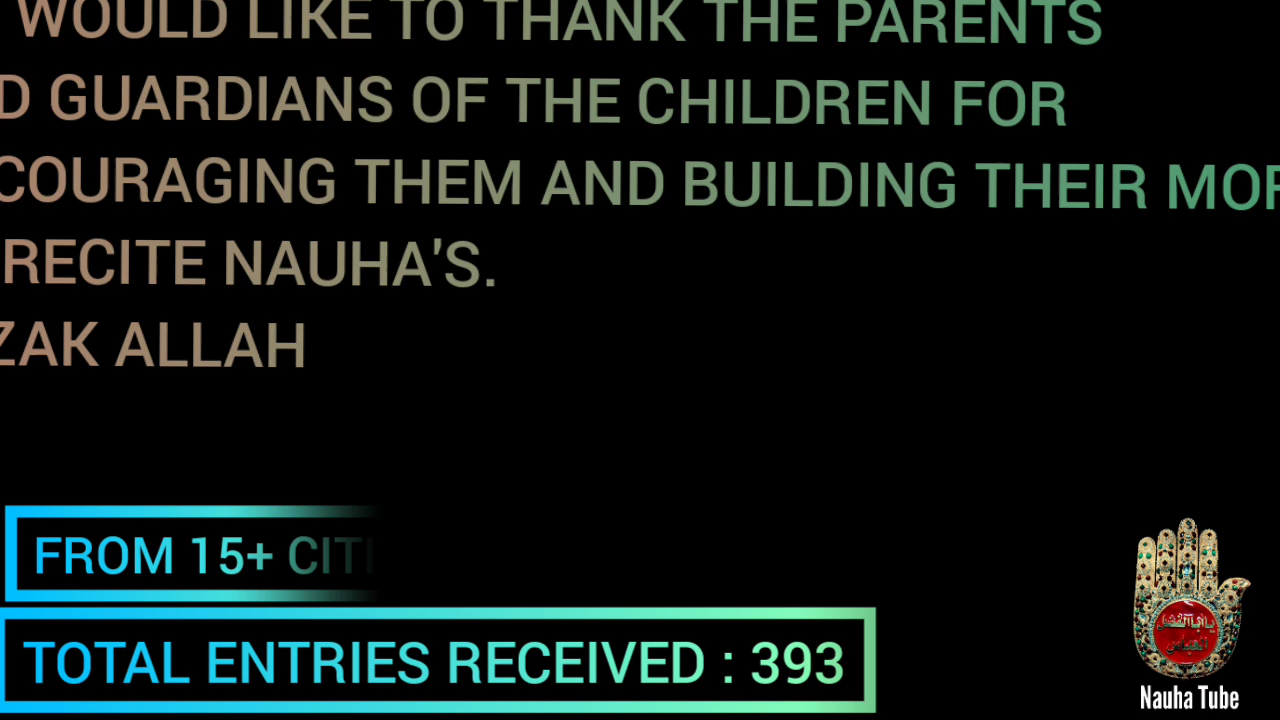 WOULD LIKE TO THANK THE PARENTS
D GUARDIANS OF THE CHILDREN FOR
COURAGING THEM AND BUILDING THEIR MOR
RECITE NAUHA'S.
ZAK ALLAH
FROM 15+ CITI
TOTAL ENTRIES RECEIVED : 393
Nauha Tube